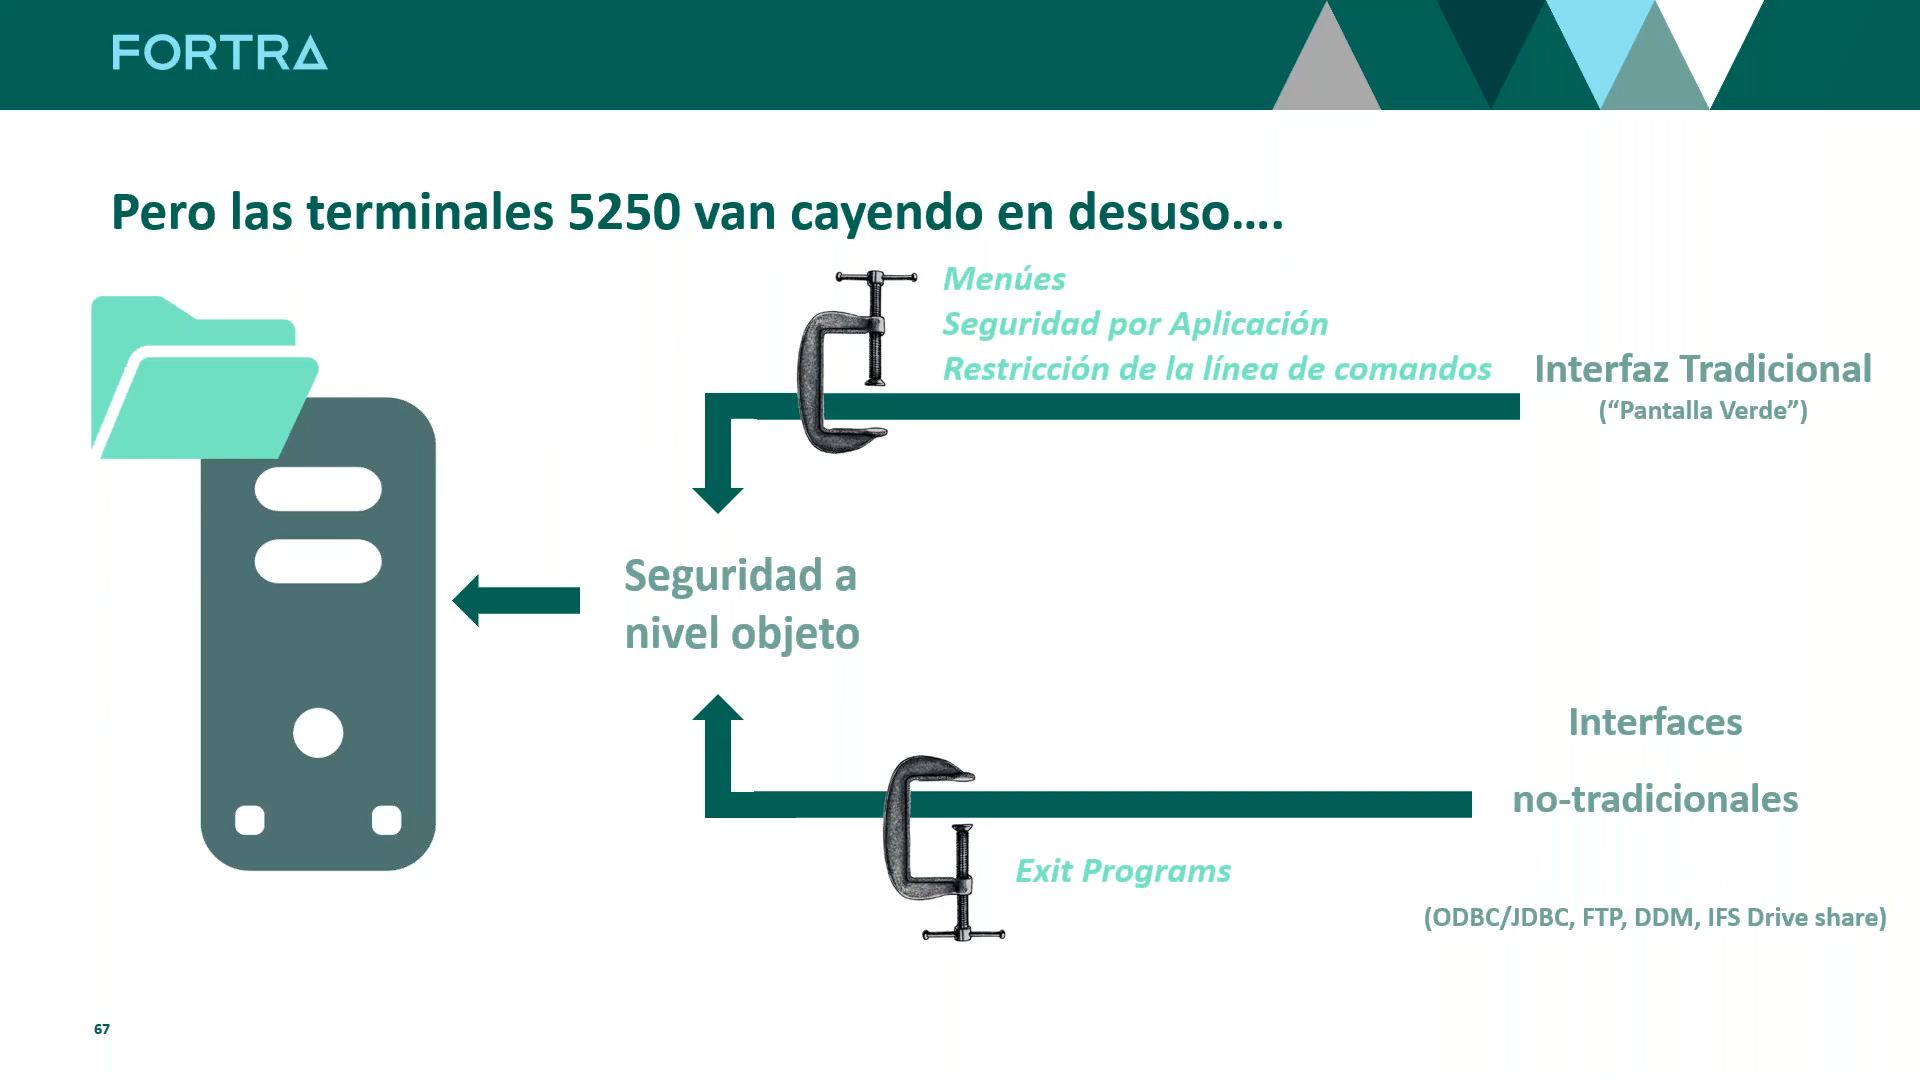 FORTRA
Pero las terminales 5250 van cayendo en desuso....
Menúes
Seguridad por Aplicación
Restricción de la línea de comandos
Interfaz Tradicional
(“Pantalla Verde”)
Seguridad a
nivel objeto
Interfaces
no-tradicionales
Exit Programs
(ODBC/JDBC, FTP, DDM, IFS Drive share)
67